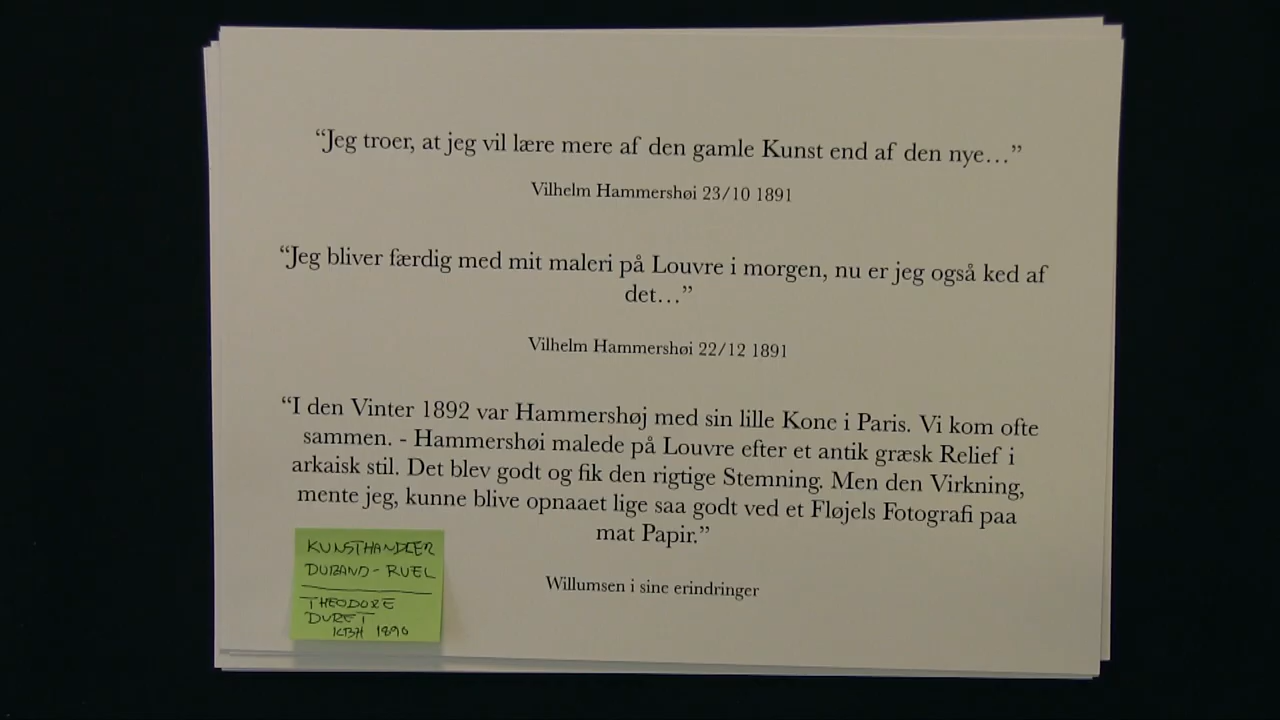 “Jeg troer, at jeg vil lære mere af den gamle Kunst end af den nye…”
Vilhelm Hammershøi 23/10 1891
“Jeg bliver færdig med mit maleri på Louvre i morgen, nu er jeg også ked af
det…”
Vilhelm Hammershøi 22/12 1891
“I den Vinter 1892 var Hammershøj med sin lille Kone i Paris. Vi kom ofte
sammen. - Hammershøi malede på Louvre efter et antik græsk Relief i
arkaisk stil. Det blev godt og fik den rigtige Stemning. Men den Virkning,
mente jeg, kunne blive opnaaet lige saa godt ved et Fløjels Fotografi paa
mat Papir.”
Willumsen i sine erindringer
KUNSTHANDLER
DURAND-RUEL
THEODORE
DURET
KBH 1890